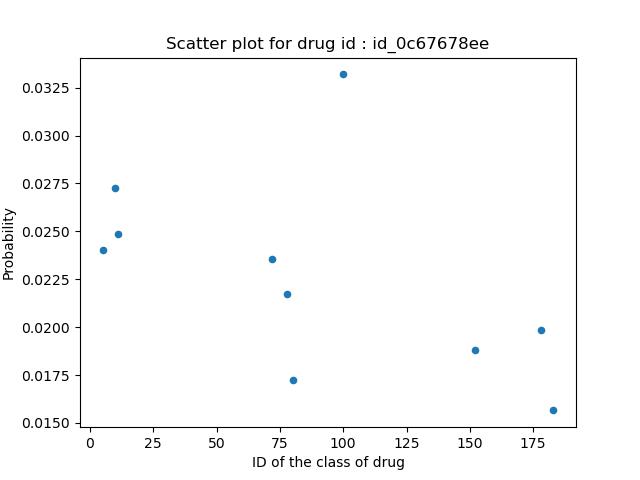 Scatter plot for drug id : id_0c67678ee
0.0325
0.0300
0.0275
0.0250
0.0225
0.0200
0.0175
0.0150
Probability
0 25 50 75 100 125 150 175
ID of the class of drug